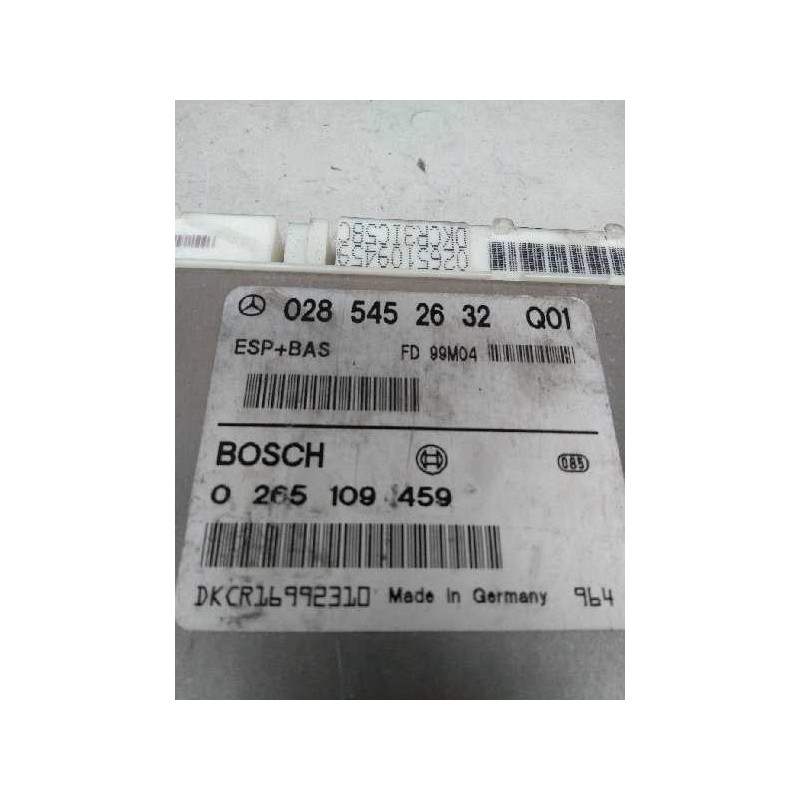 0265109459
0KCR31C58C
028 545 26 32 Q01
ESP+BAS FD 99M04
BOSCH
085
0 265 109 459
DKCR16992310 Made in Germany 964